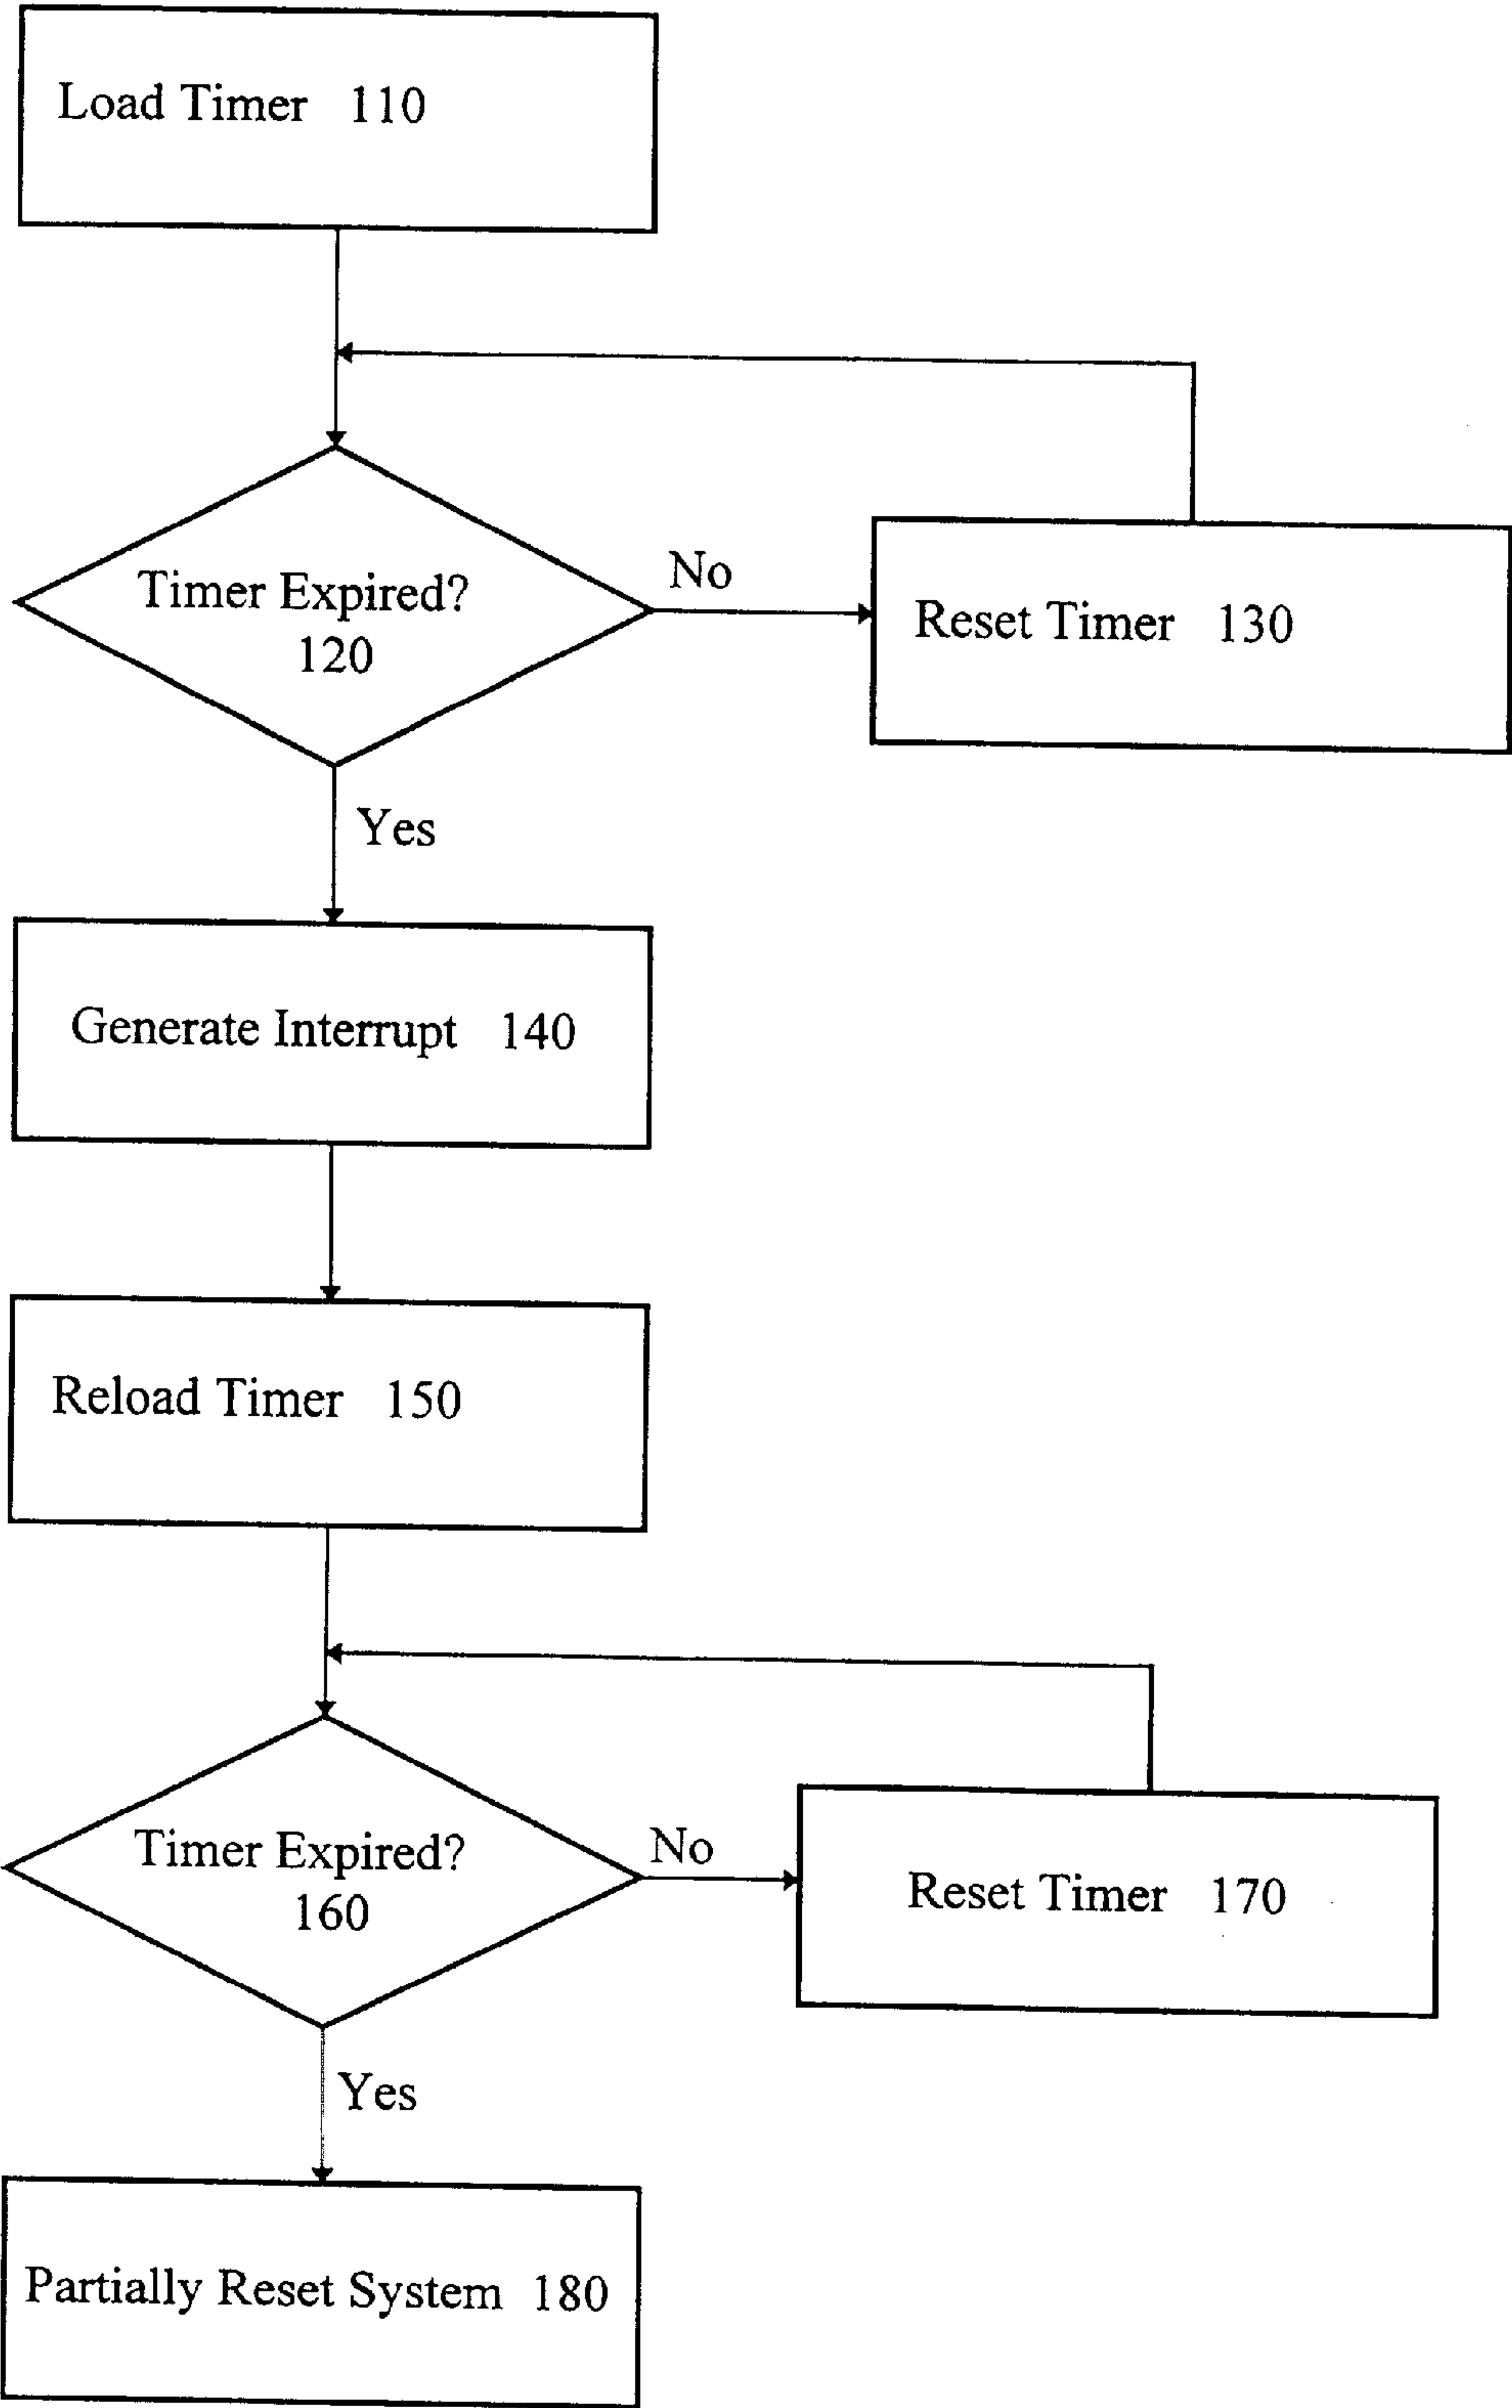 Load Timer 110
No
Timer Expired?
120
Reset Timer 130
Yes
Generate Interrupt 140
Reload Timer 150
No
Timer Expired?
160
Reset Timer 170
Yes
Partially Reset System 180